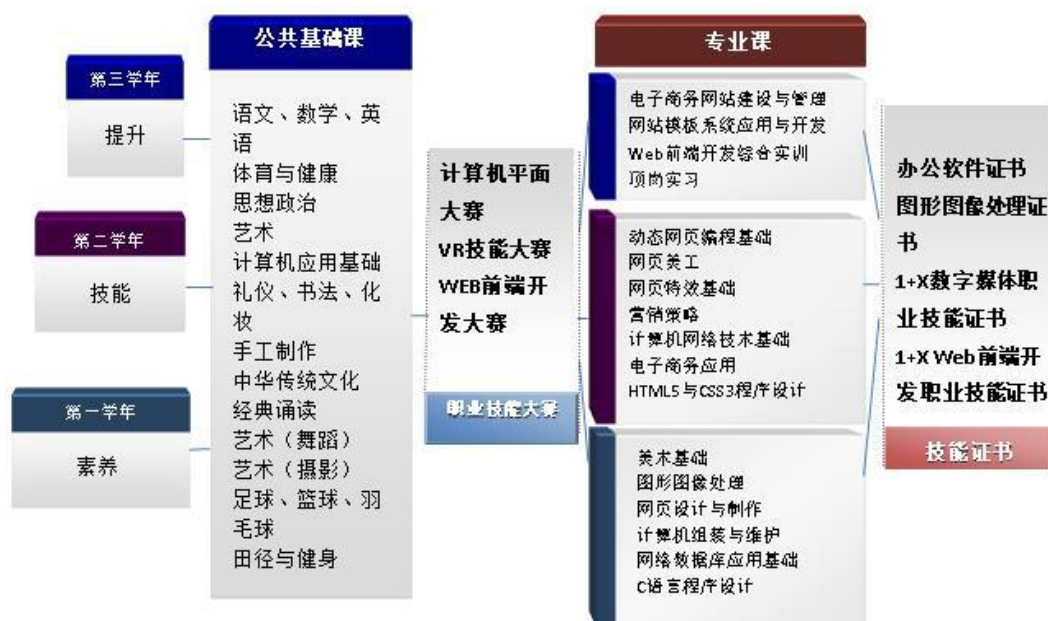 第三学年
提升
第二学年
技能
第一学年
素养
公共基础课
语文、数学、英
语
体育与健康
思想政治
艺术
计算机应用基础
礼仪、书法、化
妆
手工制作
中华传统文化
经典诵读
艺术（舞蹈）
艺术（摄影）
足球、篮球、羽
毛球
田径与健身
计算机平面
大赛
VR技能大赛
WEB前端开
发大赛
职业技能大赛
专业课
电子商务网站建设与管理
网站模板系统应用与开发
Web前端开发综合实训
顶岗实习
动态网页编程基础
网页美工
网页特效基础
营销策略
计算机网络技术基础
电子商务应用
HTML5与CSS3程序设计
美术基础
图形图像处理
网页设计与制作
计算机组装与维护
网络数据库应用基础
C语言程序设计
办公软件证书
图形图像处理证
书
1+X数字媒体职
业技能证书
1+X Web前端开
发职业技能证书
技能证书